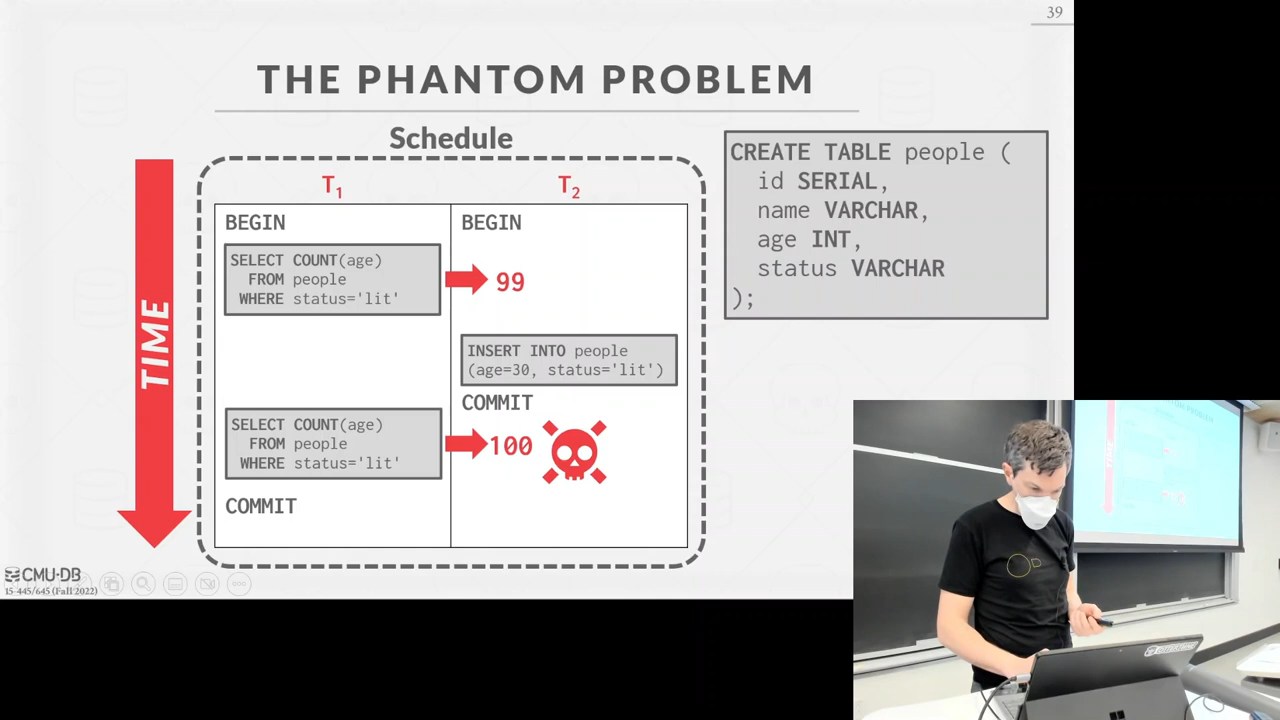 39
THE PHANTOM PROBLEM
Schedule
TIME
T1
T2
BEGIN
SELECT COUNT(age)
FROM people
WHERE status='lit'
99
SELECT COUNT(age)
FROM people
WHERE status='lit'
100
COMMIT
BEGIN
INSERT INTO people
(age=30, status='lit')
COMMIT
CREATE TABLE people (
id SERIAL,
name VARCHAR,
age INT,
status VARCHAR
);
CMU·DB
15-445/645 (Fall 2022)